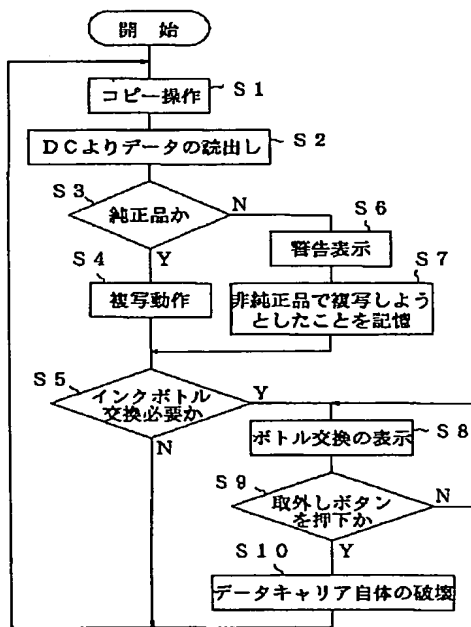 開 始
コピー操作
S1
DCよりデータの読出し
S2
S3
純正品か
N
Y
S6
警告表示
S4
複写動作
S7
非純正品で複写しよう
としたことを記憶
S5
インクボトル
交換必要か
Y
N
ボトル交換の表示
S8
S9
取外しボタン
を押下か
N
Y
S10
データキャリア自体の破壊